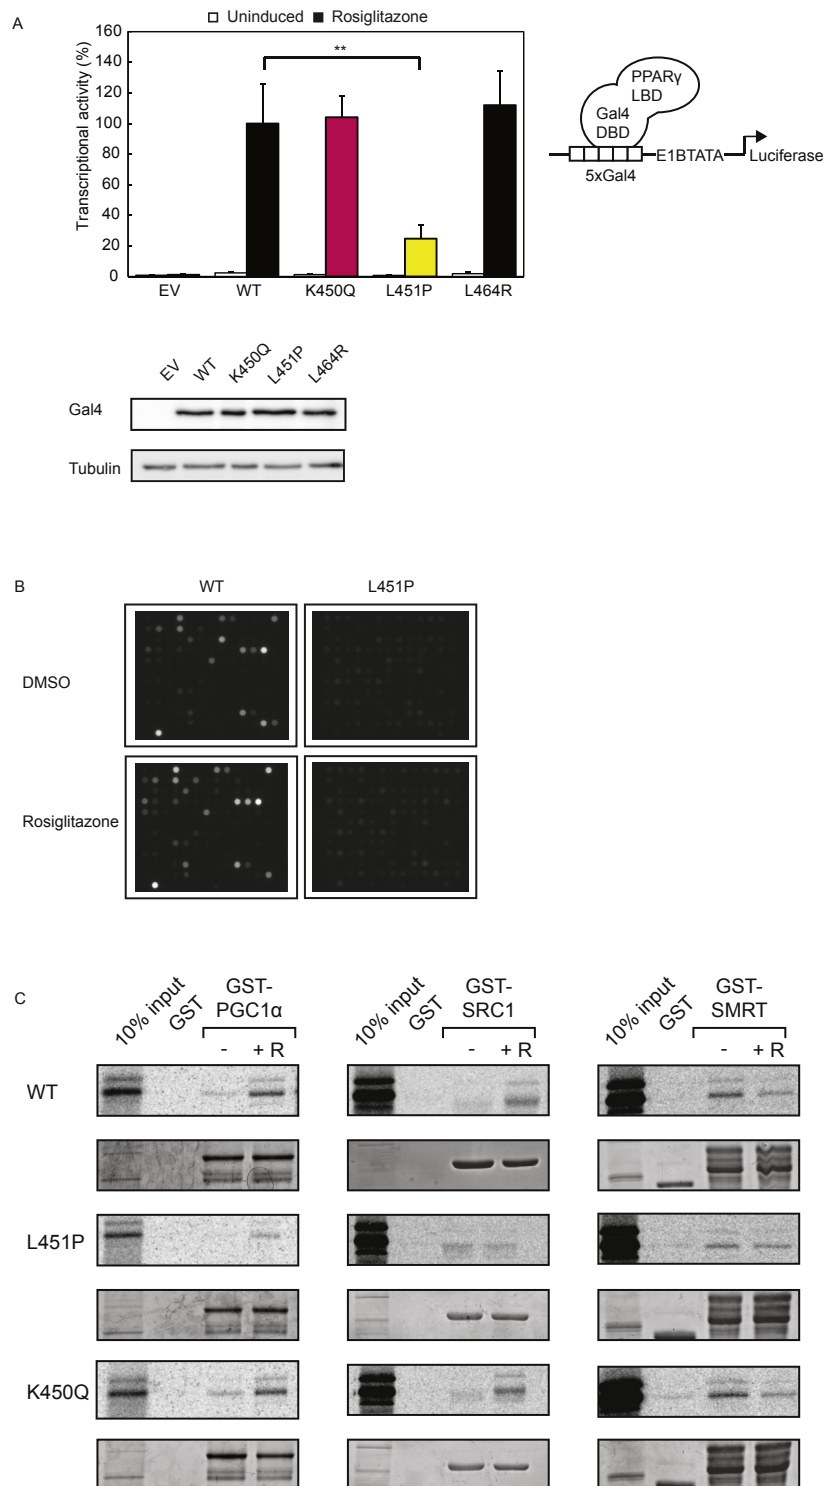 A
Uninduced Rosiglitazone
Transcriptional activity (%)
160
140
120
100
80
60
40
20
0
**
EV WT K450Q L451P L464R
PPARγ
LBD
Gal4
DBD
E1BTATA
Luciferase
5xGal4
EV WT K450Q L451P L464R
Gal4
Tubulin
B
WT L451P
DMSO
Rosiglitazone
C
10% input GST GST-PGC1α - + R
10% input GST GST-SRC1 - + R
10% input GST GST-SMRT - + R
WT
L451P
K450Q